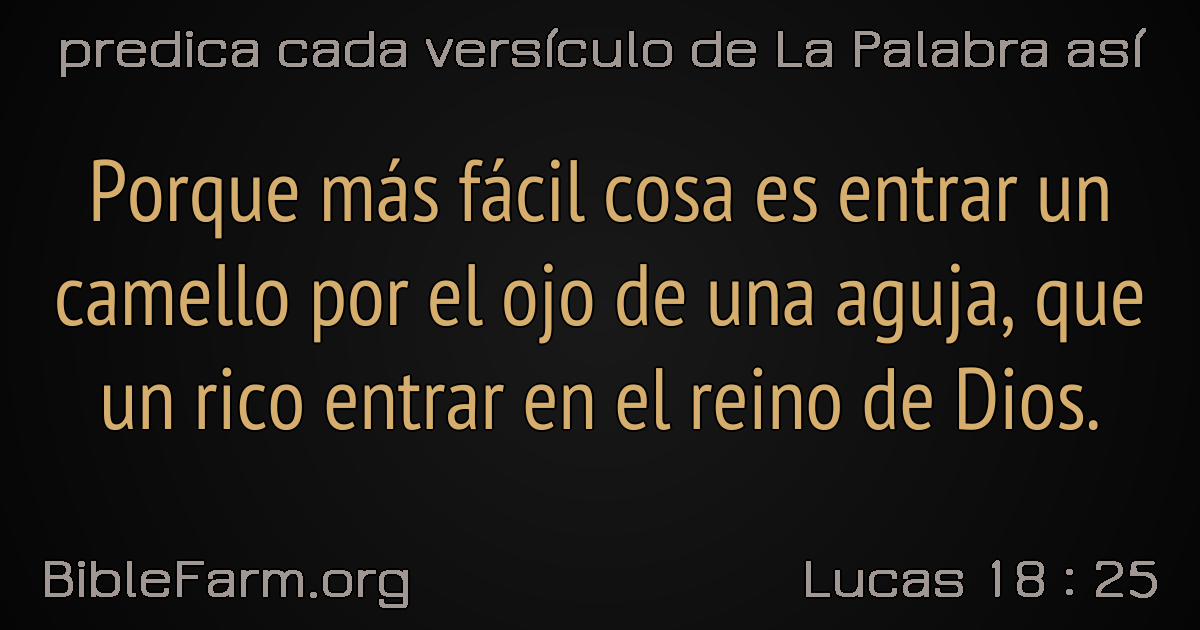 predica cada versículo de La Palabra así
Porque más fácil cosa es entrar un
camello por el ojo de una aguja, que
un rico entrar en el reino de Dios.
BibleFarm.org
Lucas 18 : 25